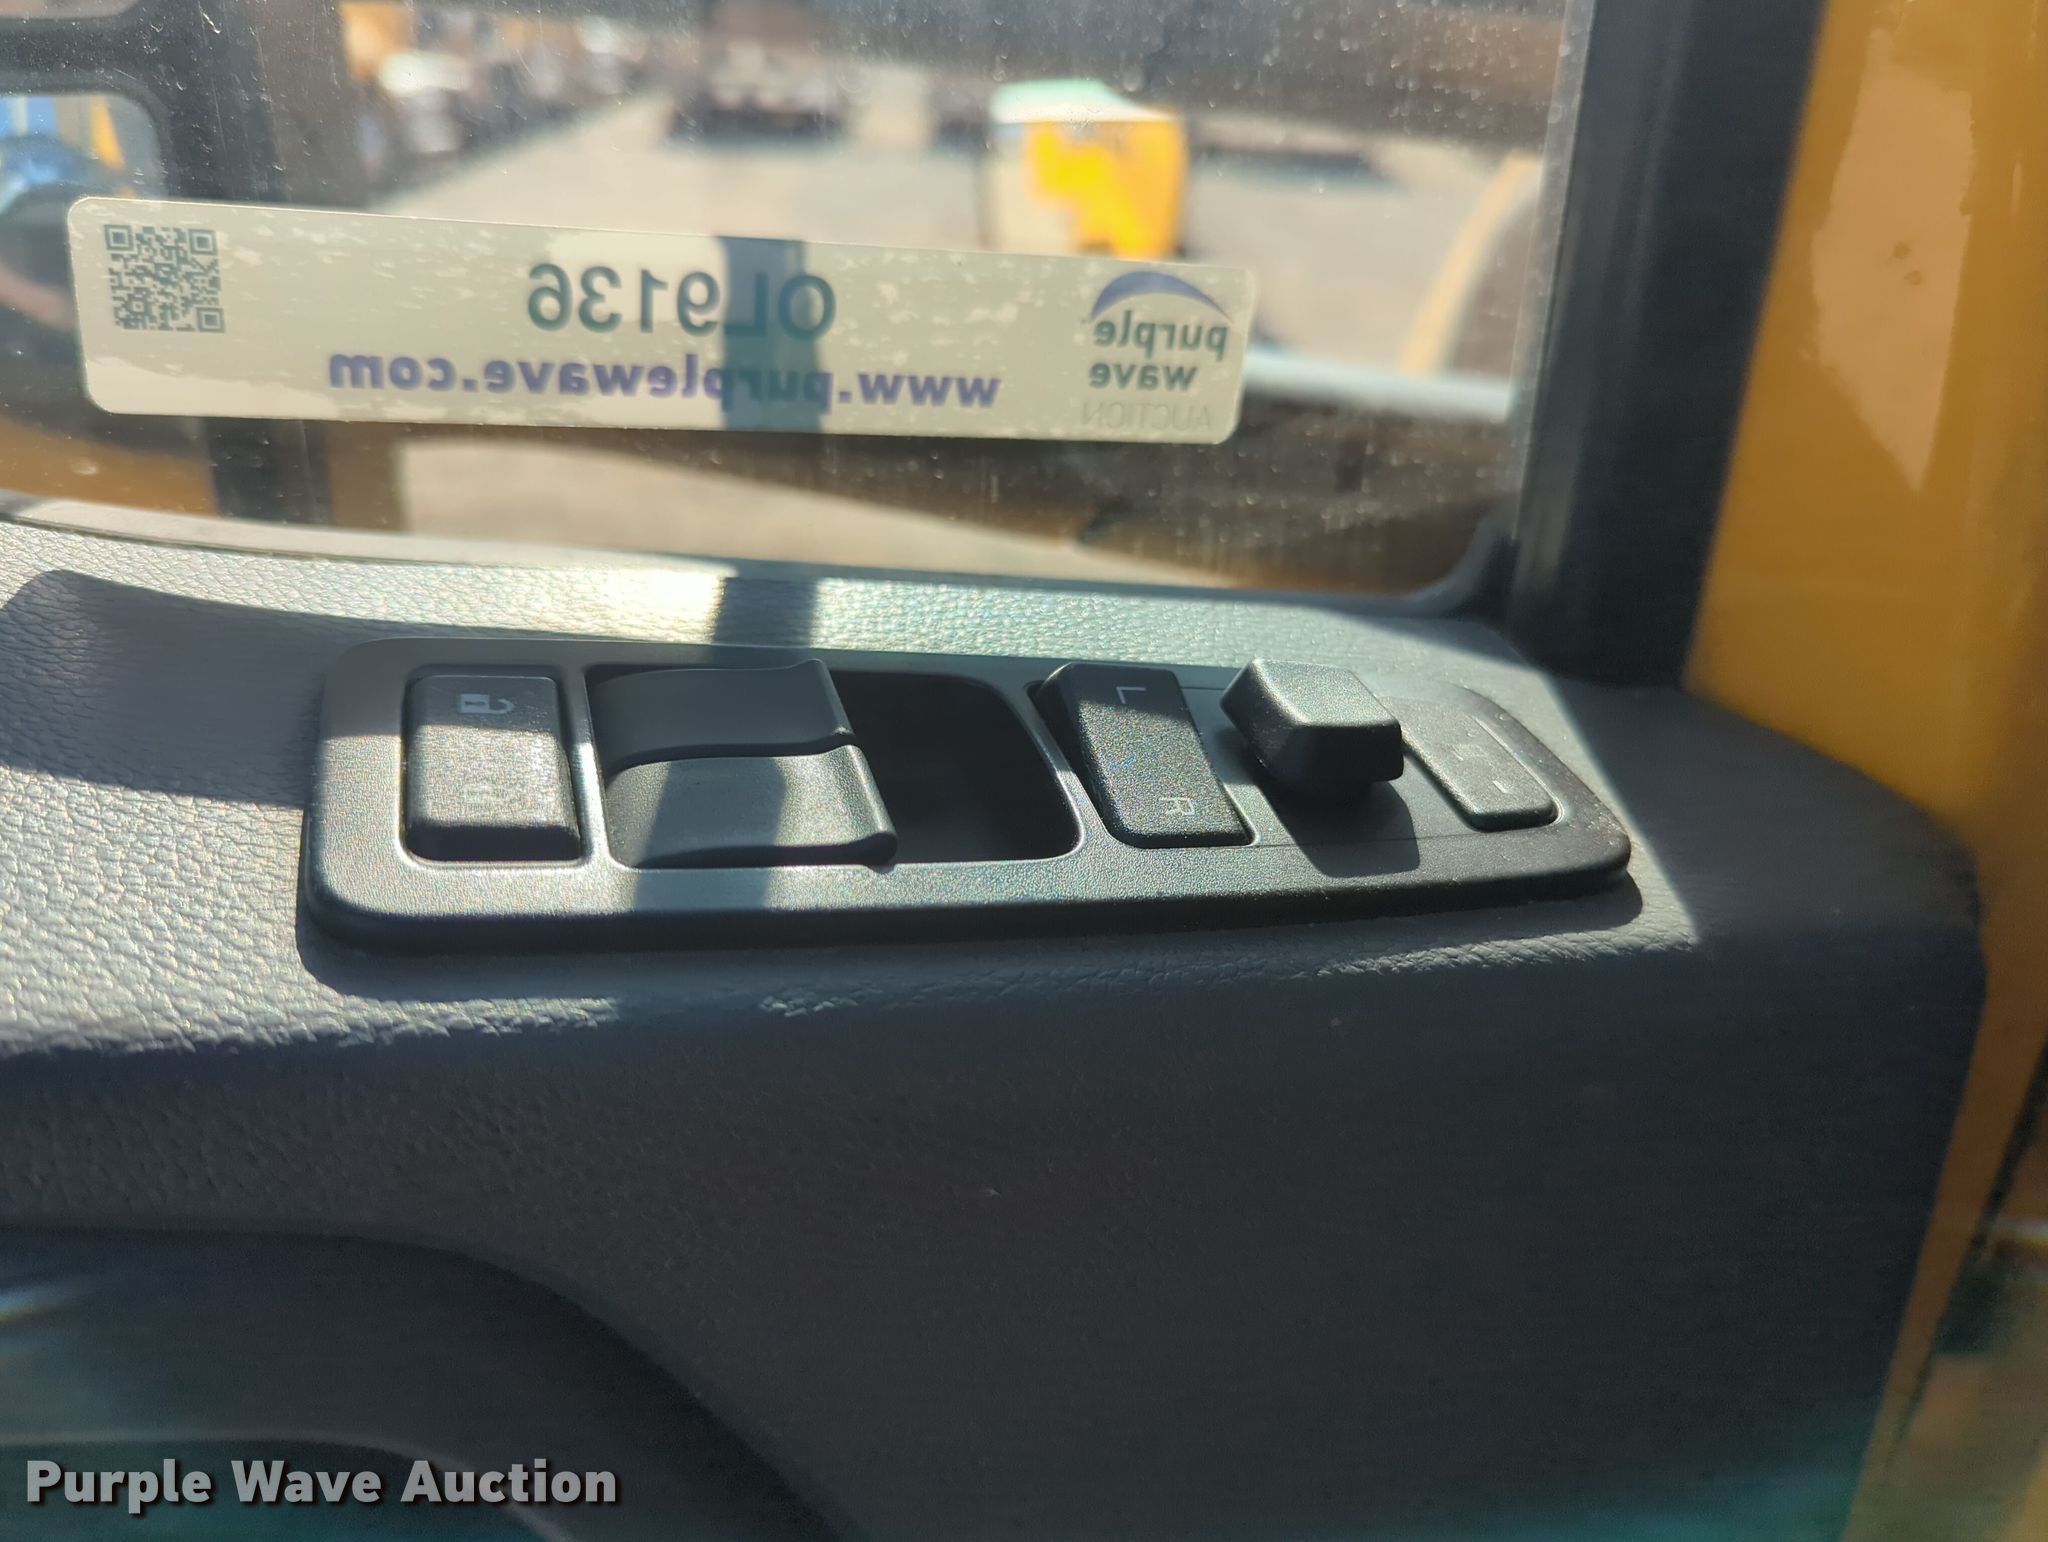 OL9136
www.purplewave.com
purple
wave
AUCTION
L
R
Purple Wave Auction